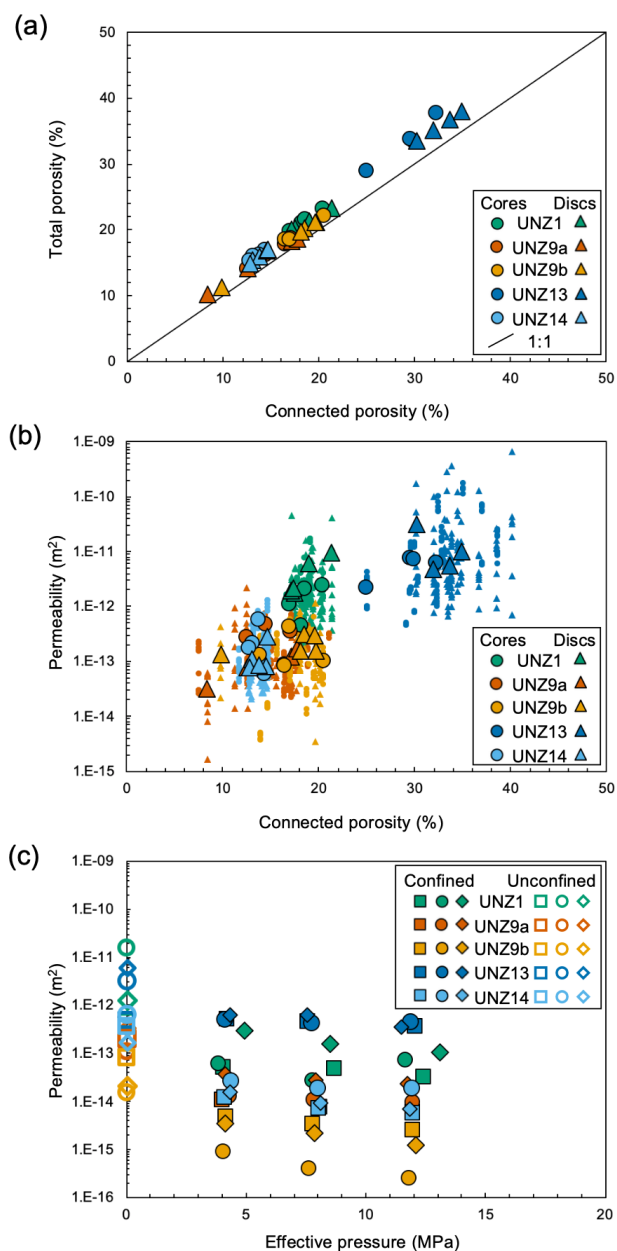 (a)
50
40
30
20
10
0
Total porosity (%)
Cores Discs
UNZ1
UNZ9a
UNZ9b
UNZ13
UNZ14
1:1
0 10 20 30 40 50
Connected porosity (%)
(b)
1.E-09
1.E-10
1.E-11
1.E-12
1.E-13
1.E-14
1.E-15
Permeability (m²)
Cores Discs
UNZ1
UNZ9a
UNZ9b
UNZ13
UNZ14
0 10 20 30 40 50
Connected porosity (%)
(c)
1.E-09
1.E-10
1.E-11
1.E-12
1.E-13
1.E-14
1.E-15
1.E-16
Permeability (m²)
Confined Unconfined
UNZ1
UNZ9a
UNZ9b
UNZ13
UNZ14
0 5 10 15 20
Effective pressure (MPa)